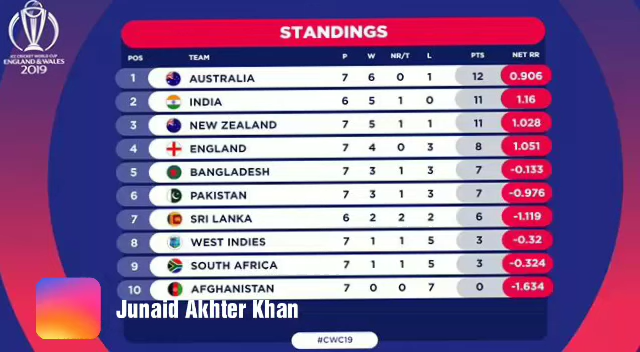 STANDINGS
POS TEAM P W NR/T L PTS NET RR
1 AUSTRALIA 7 6 0 1 12 0.906
2 INDIA 6 5 1 0 11 1.16
3 NEW ZEALAND 7 5 1 1 11 1.028
4 ENGLAND 7 4 0 3 8 1.051
5 BANGLADESH 7 3 1 3 7 -0.133
6 PAKISTAN 7 3 1 3 7 -0.976
7 SRI LANKA 6 2 2 2 6 -1.119
8 WEST INDIES 7 1 1 5 3 -0.32
9 SOUTH AFRICA 7 1 1 5 3 -0.324
10 AFGHANISTAN 7 0 0 7 0 -1.634
ICC CRICKET WORLD CUP
ENGLAND & WALES
2019
Junaid Akhter Khan
#CWC19